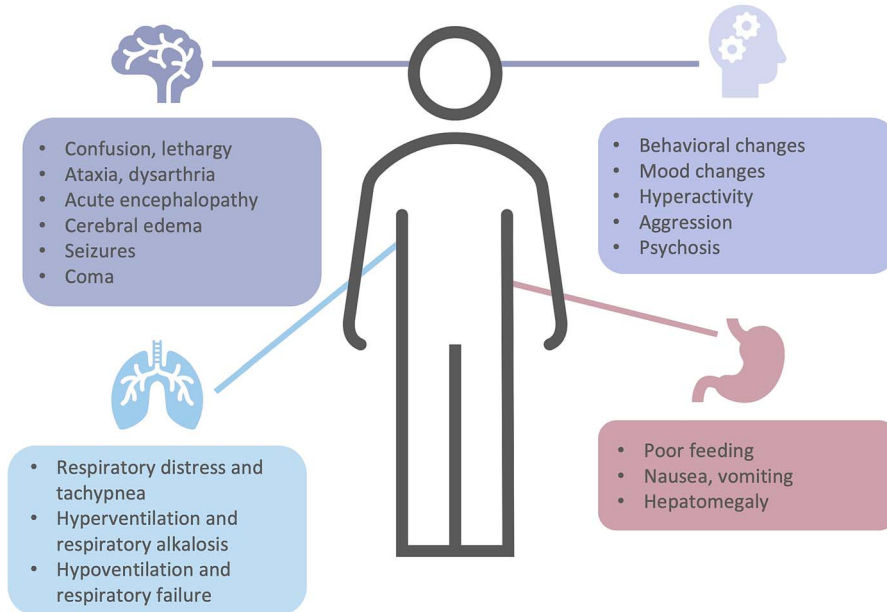 • Confusion, lethargy
• Ataxia, dysarthria
• Acute encephalopathy
• Cerebral edema
• Seizures
• Coma
• Behavioral changes
• Mood changes
• Hyperactivity
• Aggression
• Psychosis
• Respiratory distress and
tachypnea
• Hyperventilation and
respiratory alkalosis
• Hypoventilation and
respiratory failure
• Poor feeding
• Nausea, vomiting
• Hepatomegaly